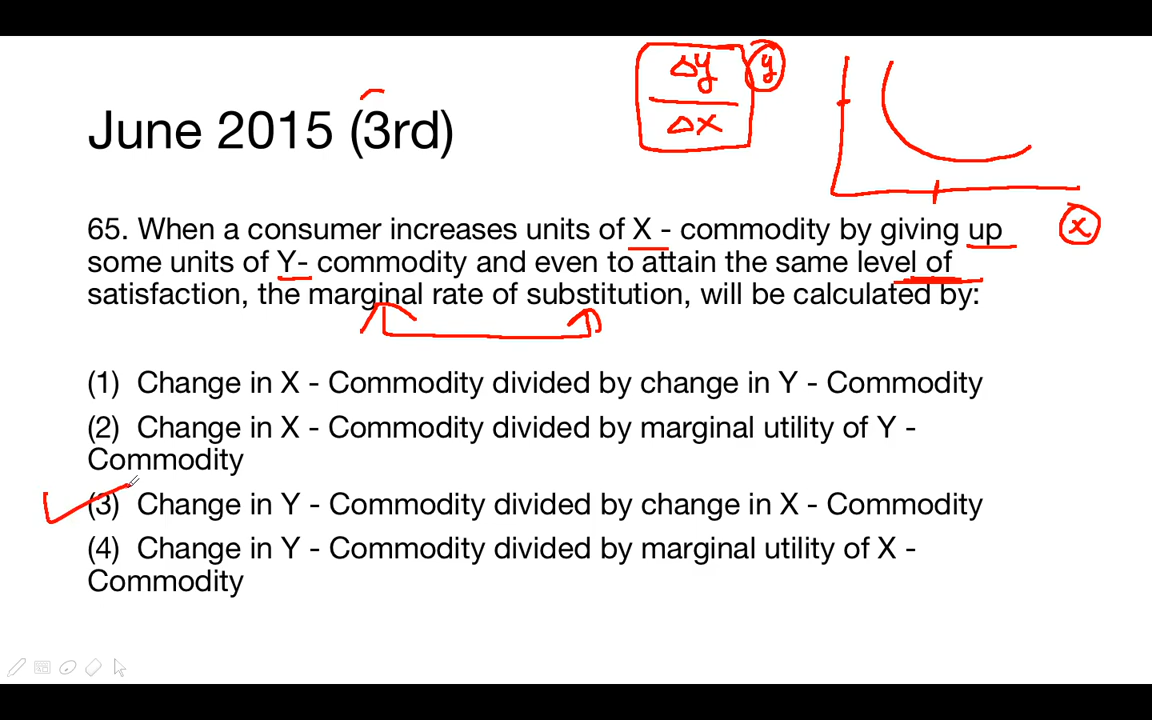 Δy
y
Δx
June 2015 (3rd)
x
65. When a consumer increases units of X - commodity by giving up
some units of Y- commodity and even to attain the same level of
satisfaction, the marginal rate of substitution, will be calculated by:
(1) Change in X - Commodity divided by change in Y - Commodity
(2) Change in X - Commodity divided by marginal utility of Y -
Commodity
(3) Change in Y - Commodity divided by change in X - Commodity
(4) Change in Y - Commodity divided by marginal utility of X -
Commodity